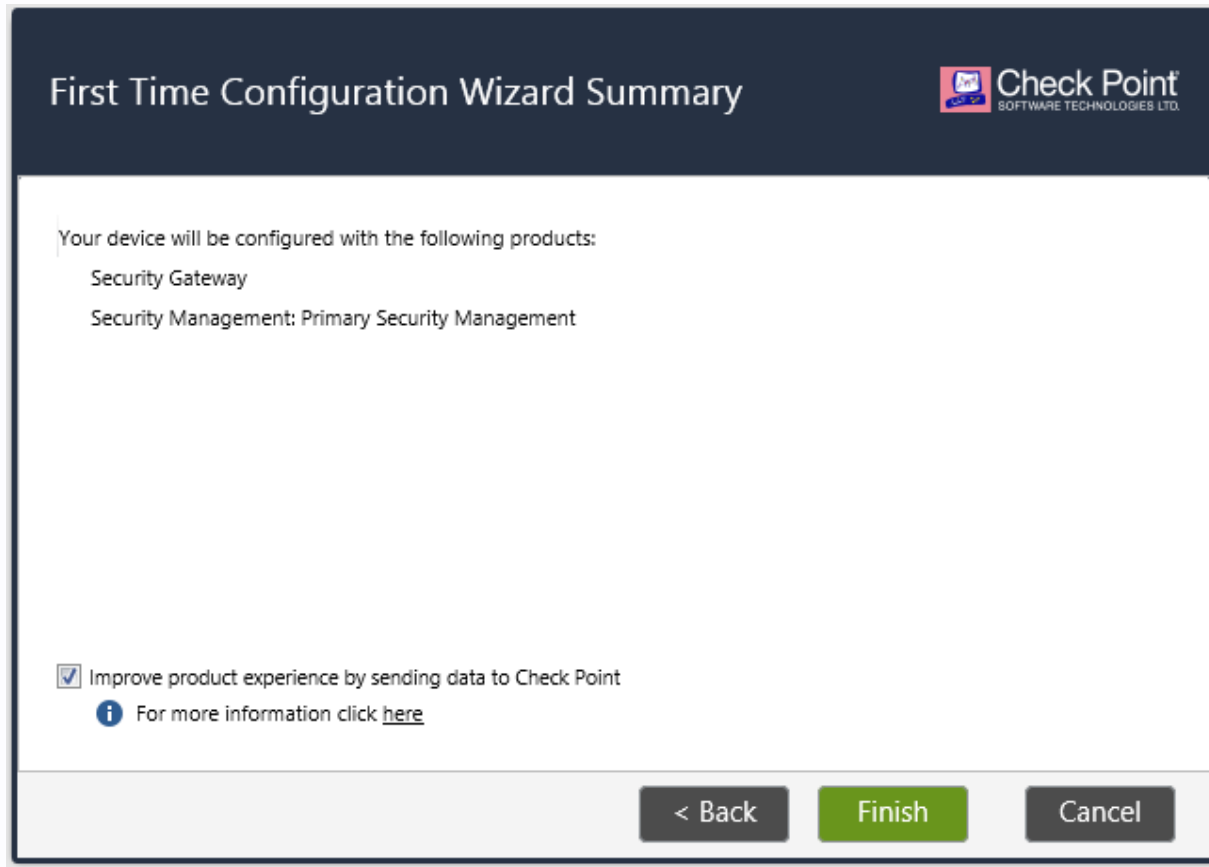 First Time Configuration Wizard Summary
Check Point
SOFTWARE TECHNOLOGIES LTD.
Your device will be configured with the following products:
Security Gateway
Security Management: Primary Security Management
Improve product experience by sending data to Check Point
For more information click here
< Back
Finish
Cancel